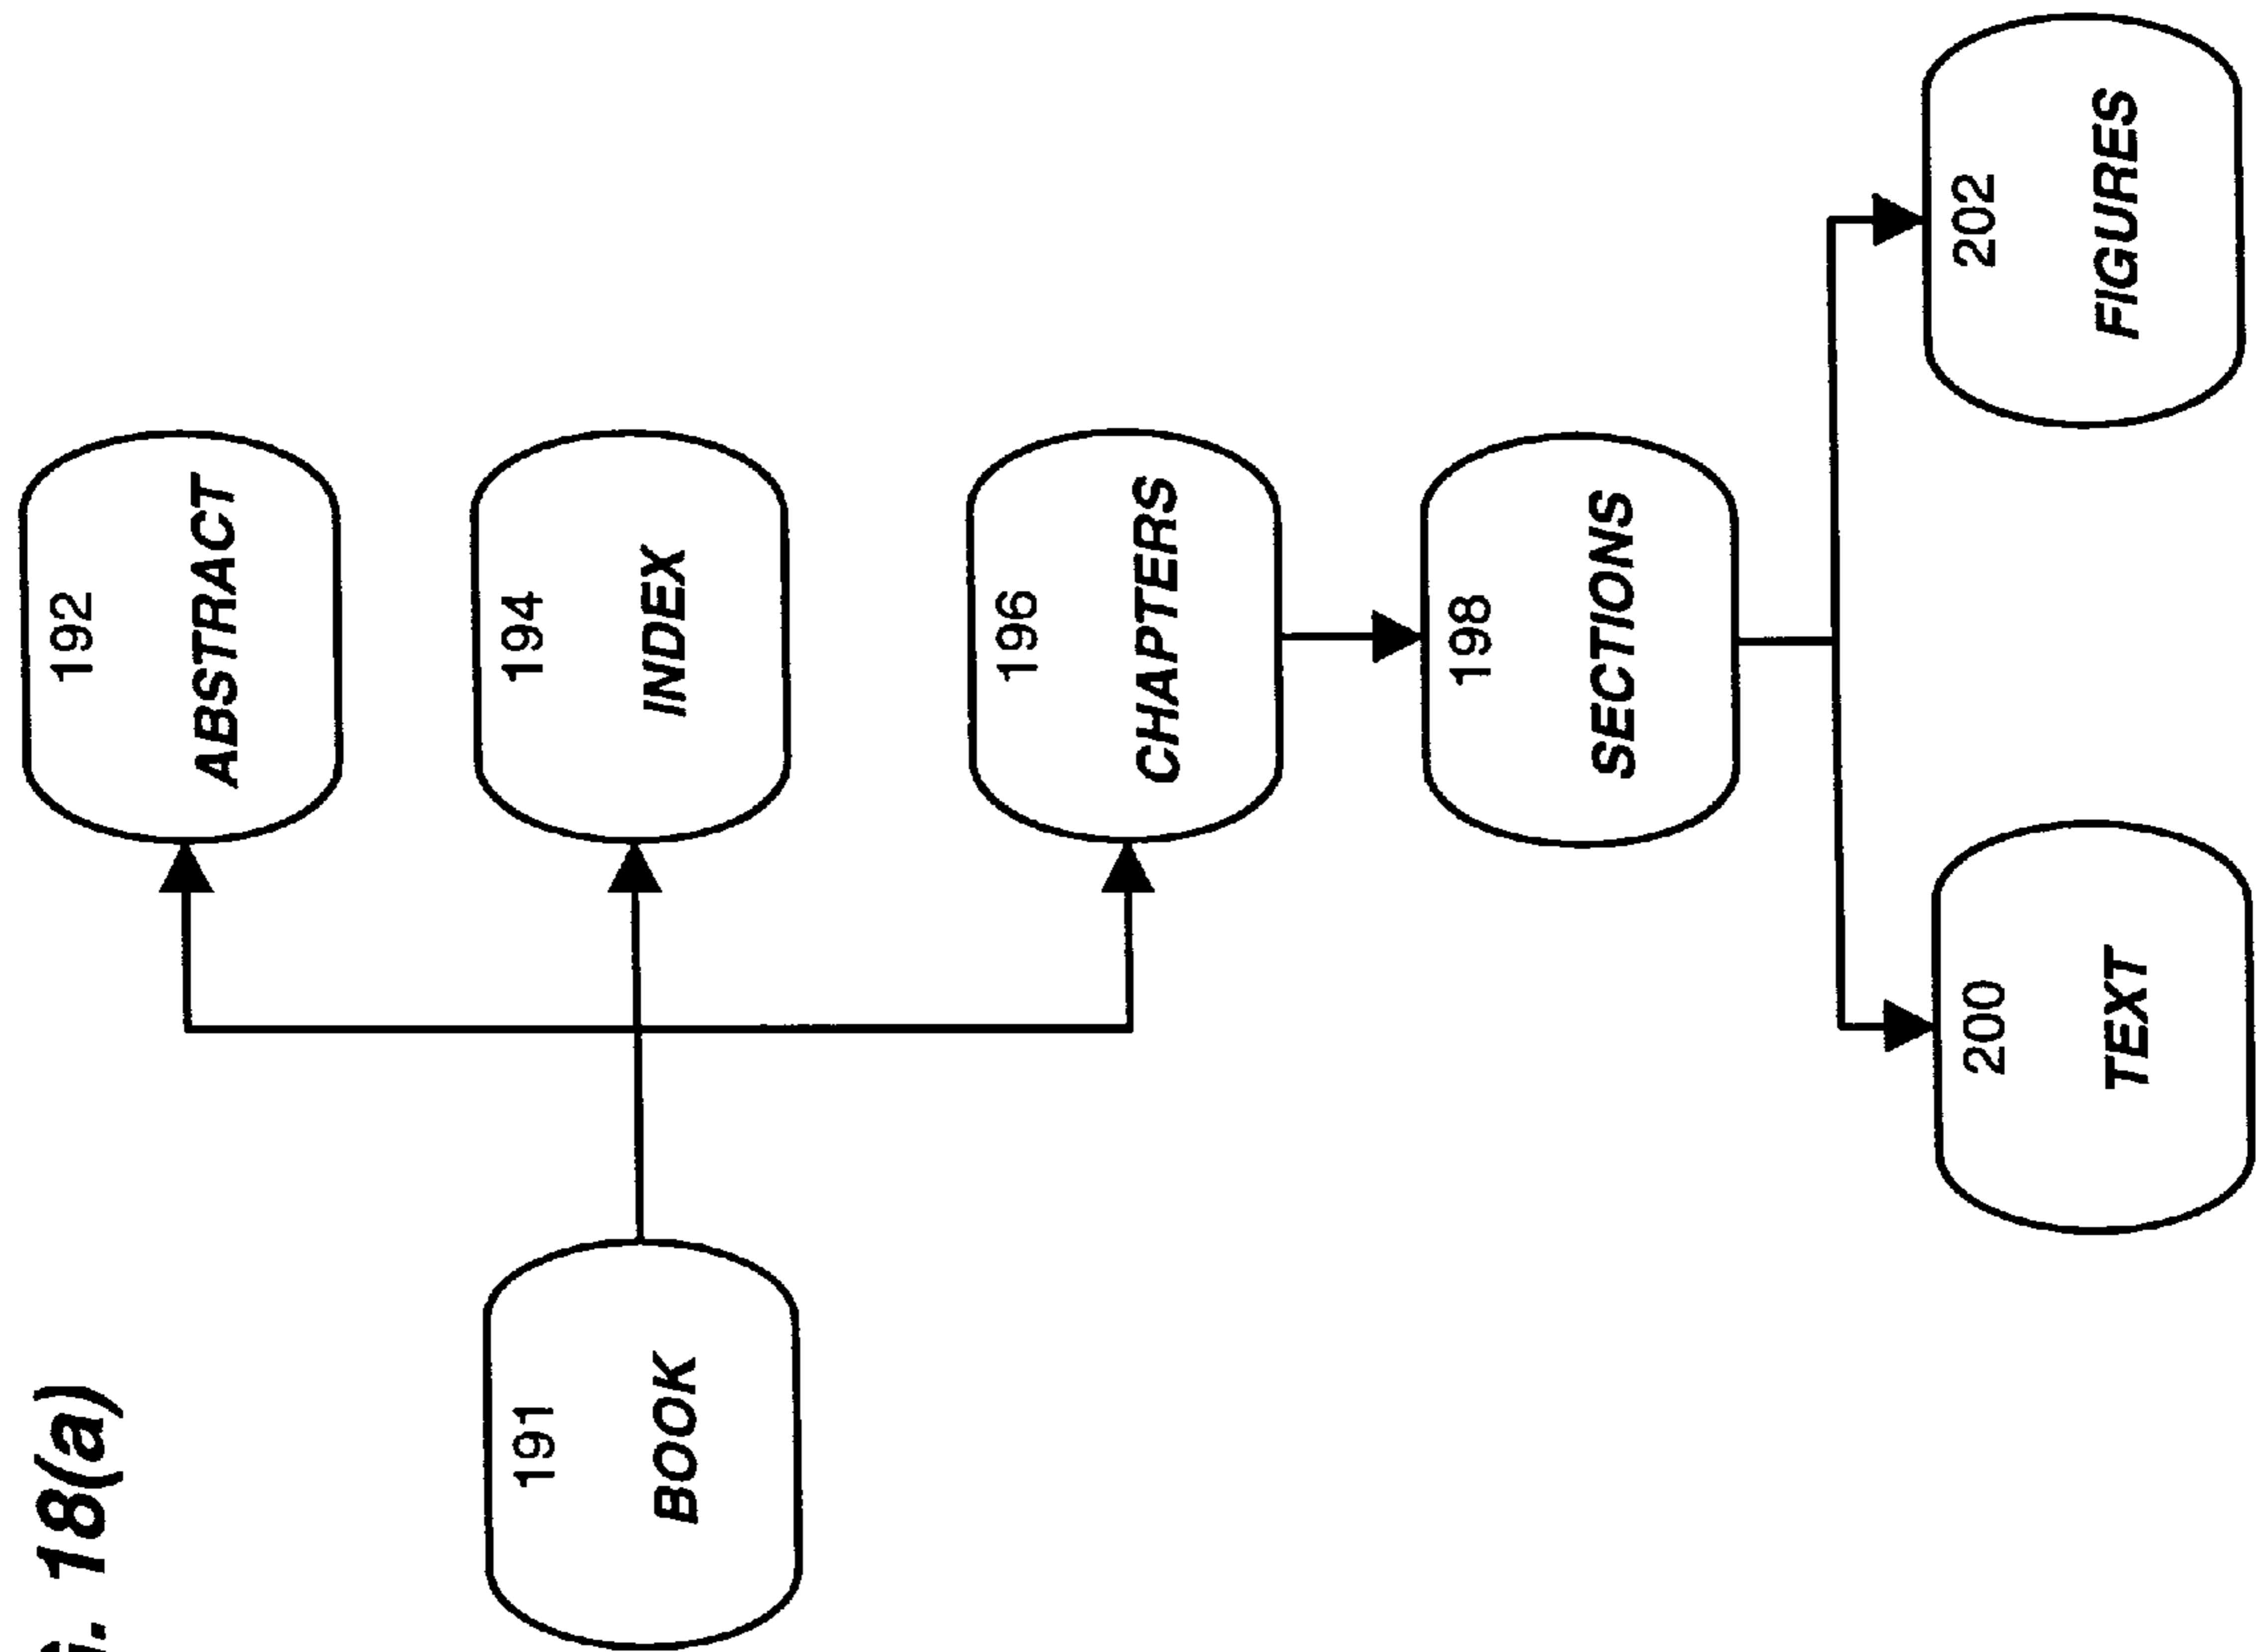 18(a)
192
ABSTRACT
191
BOOK
194
INDEX
196
CHAPTERS
198
SECTIONS
200
TEXT
202
FIGURES